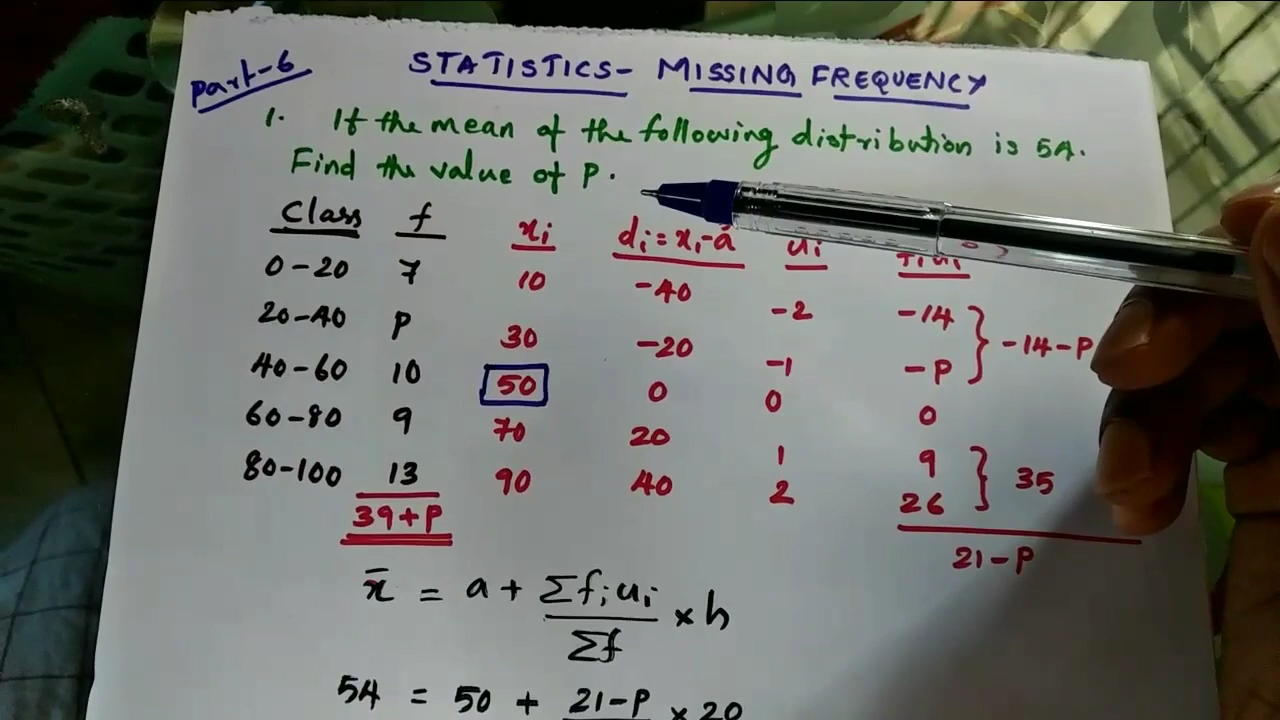 Part-6
STATISTICS- MISSING FREQUENCY
1. If the mean of the following distribution is 54.
Find the value of P.
Class f xi di = xi-a ui fiui
0-20 7 10 -40 -2 -14
20-40 P 30 -20 -1 -P } -14-P
40-60 10 50 0 0 0
60-80 9 70 20 1 9
80-100 13 90 40 2 26 } 35
39+P 21-P
x̄ = a + Σfiui / Σf × h
54 = 50 + 21-P × 20